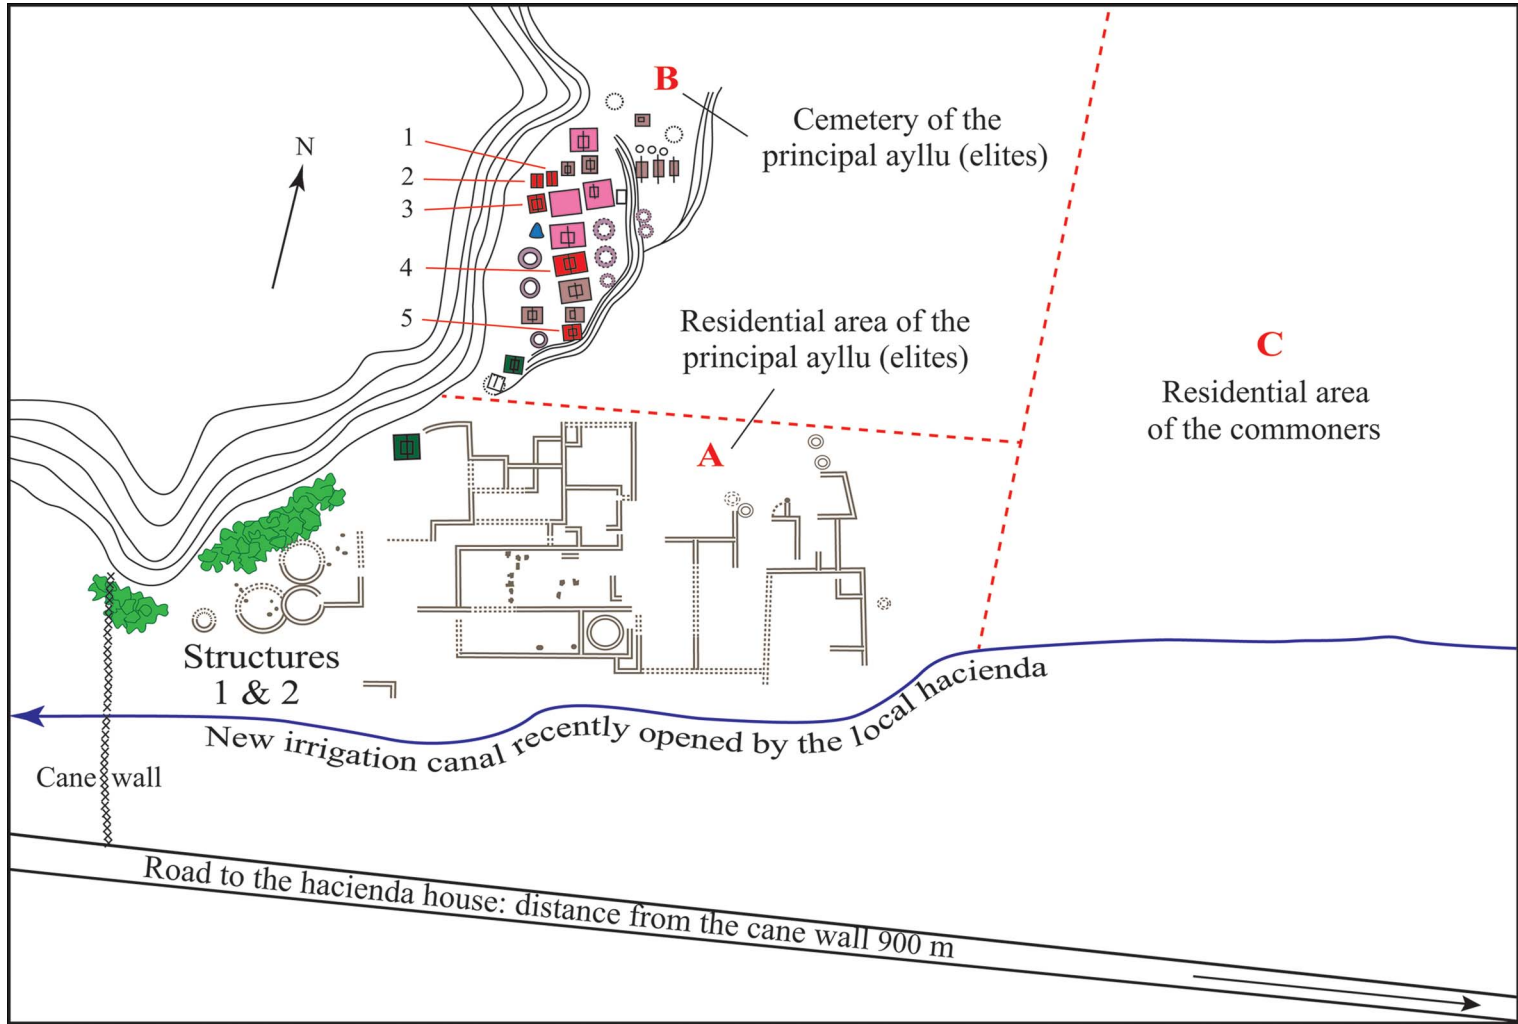 B
Cemetery of the
principal ayllu (elites)
N
1
2
3
4
5
Residential area of the
principal ayllu (elites)
A
C
Residential area
of the commoners
Structures
1 & 2
New irrigation canal recently opened by the local hacienda
Cane wall
Road to the hacienda house: distance from the cane wall 900 m